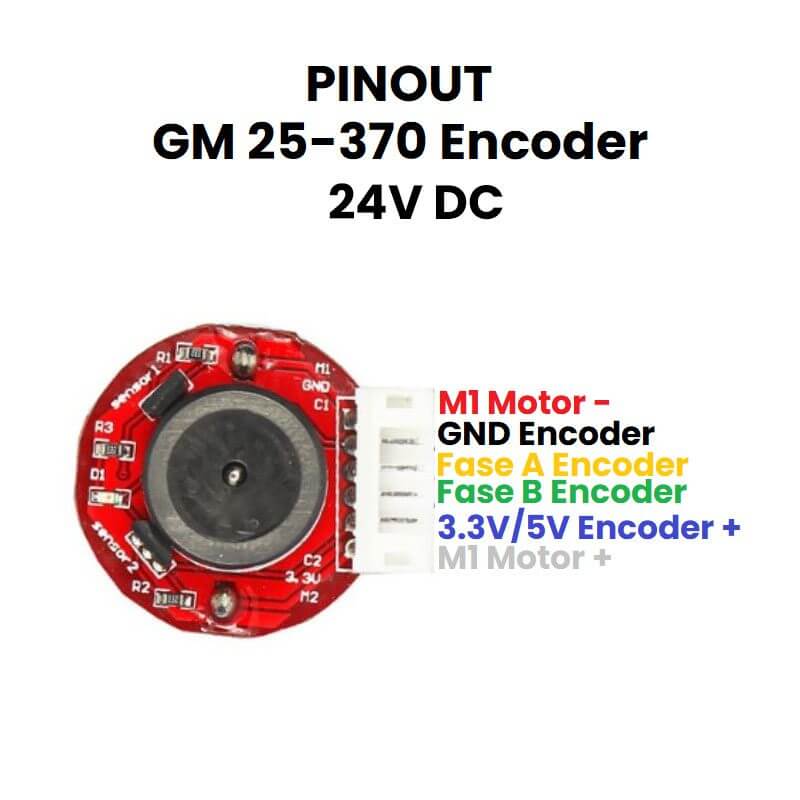 PINOUT
GM 25-370 Encoder
24V DC
R1
M1
GND
sensor1
C1
R3
D1
sensor2
C2
3.3V
R2
M2
M1 Motor -
GND Encoder
Fase A Encoder
Fase B Encoder
3.3V/5V Encoder +
M1 Motor +